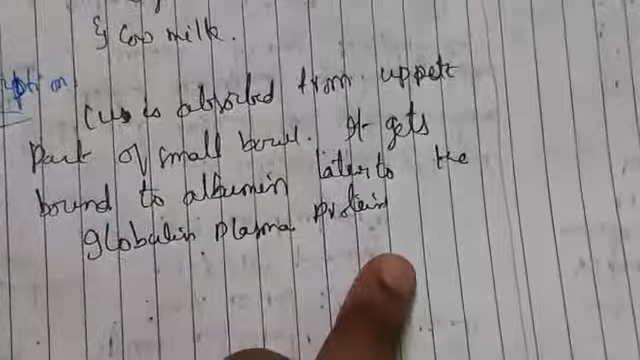 & Cow milk.
Cu is absorbed from upper
part of small bowel. It gets
bound to albumin later to the
globulin plasma protein